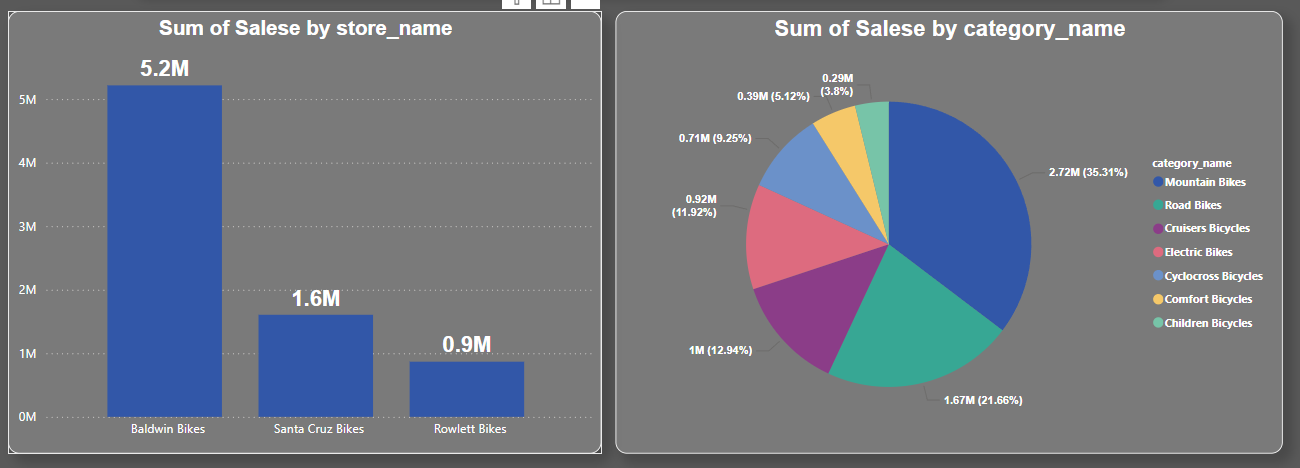 Sum of Salese by store_name
5.2M
1.6M
0.9M
5M
4M
3M
2M
1M
0M
Baldwin Bikes
Santa Cruz Bikes
Rowlett Bikes
Sum of Salese by category_name
0.29M
(3.8%)
0.39M (5.12%)
0.71M (9.25%)
0.92M
(11.92%)
1M (12.94%)
1.67M (21.66%)
2.72M (35.31%)
category_name
Mountain Bikes
Road Bikes
Cruisers Bicycles
Electric Bikes
Cyclocross Bicycles
Comfort Bicycles
Children Bicycles